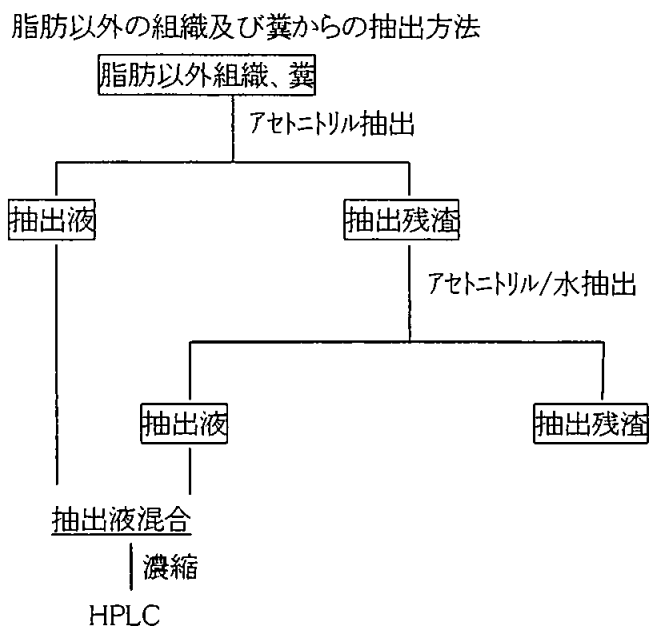 脂肪以外の組織及び糞からの抽出方法
脂肪以外組織、糞
アセトニトリル抽出
抽出液
抽出残渣
アセトニトリル/水抽出
抽出液
抽出残渣
抽出液混合
濃縮
HPLC